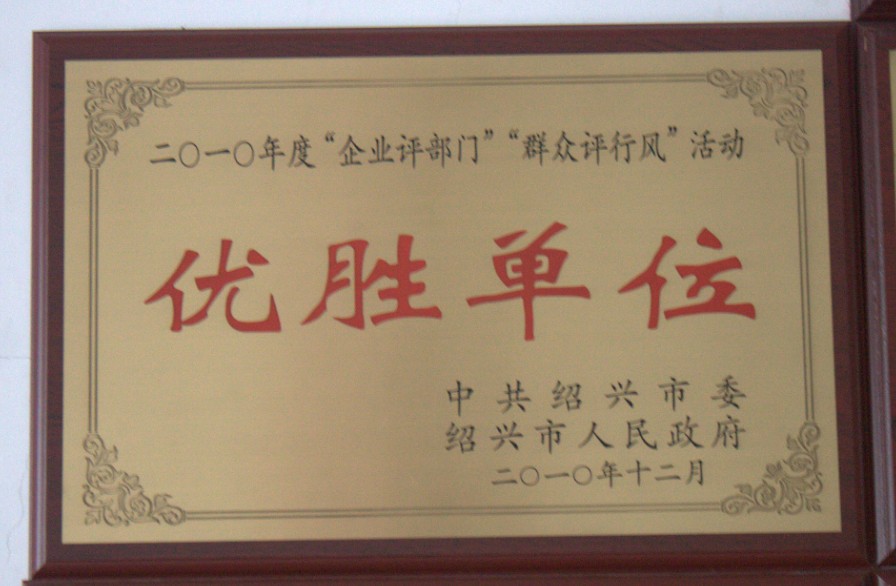 二〇一〇年度“企业评部门”“群众评行风”活动
优胜单位
中共绍兴市委
绍兴市人民政府
二〇一〇年十二月